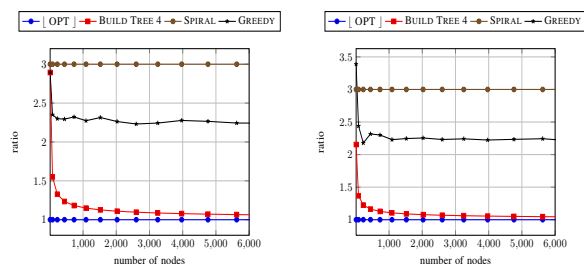 ⌊ OPT ⌋ BUILD TREE 4 SPIRAL GREEDY
3
2.5
2
1.5
1
ratio
1,000 2,000 3,000 4,000 5,000 6,000
number of nodes
⌊ OPT ⌋ BUILD TREE 4 SPIRAL GREEDY
3.5
3
2.5
2
1.5
1
ratio
1,000 2,000 3,000 4,000 5,000 6,000
number of nodes